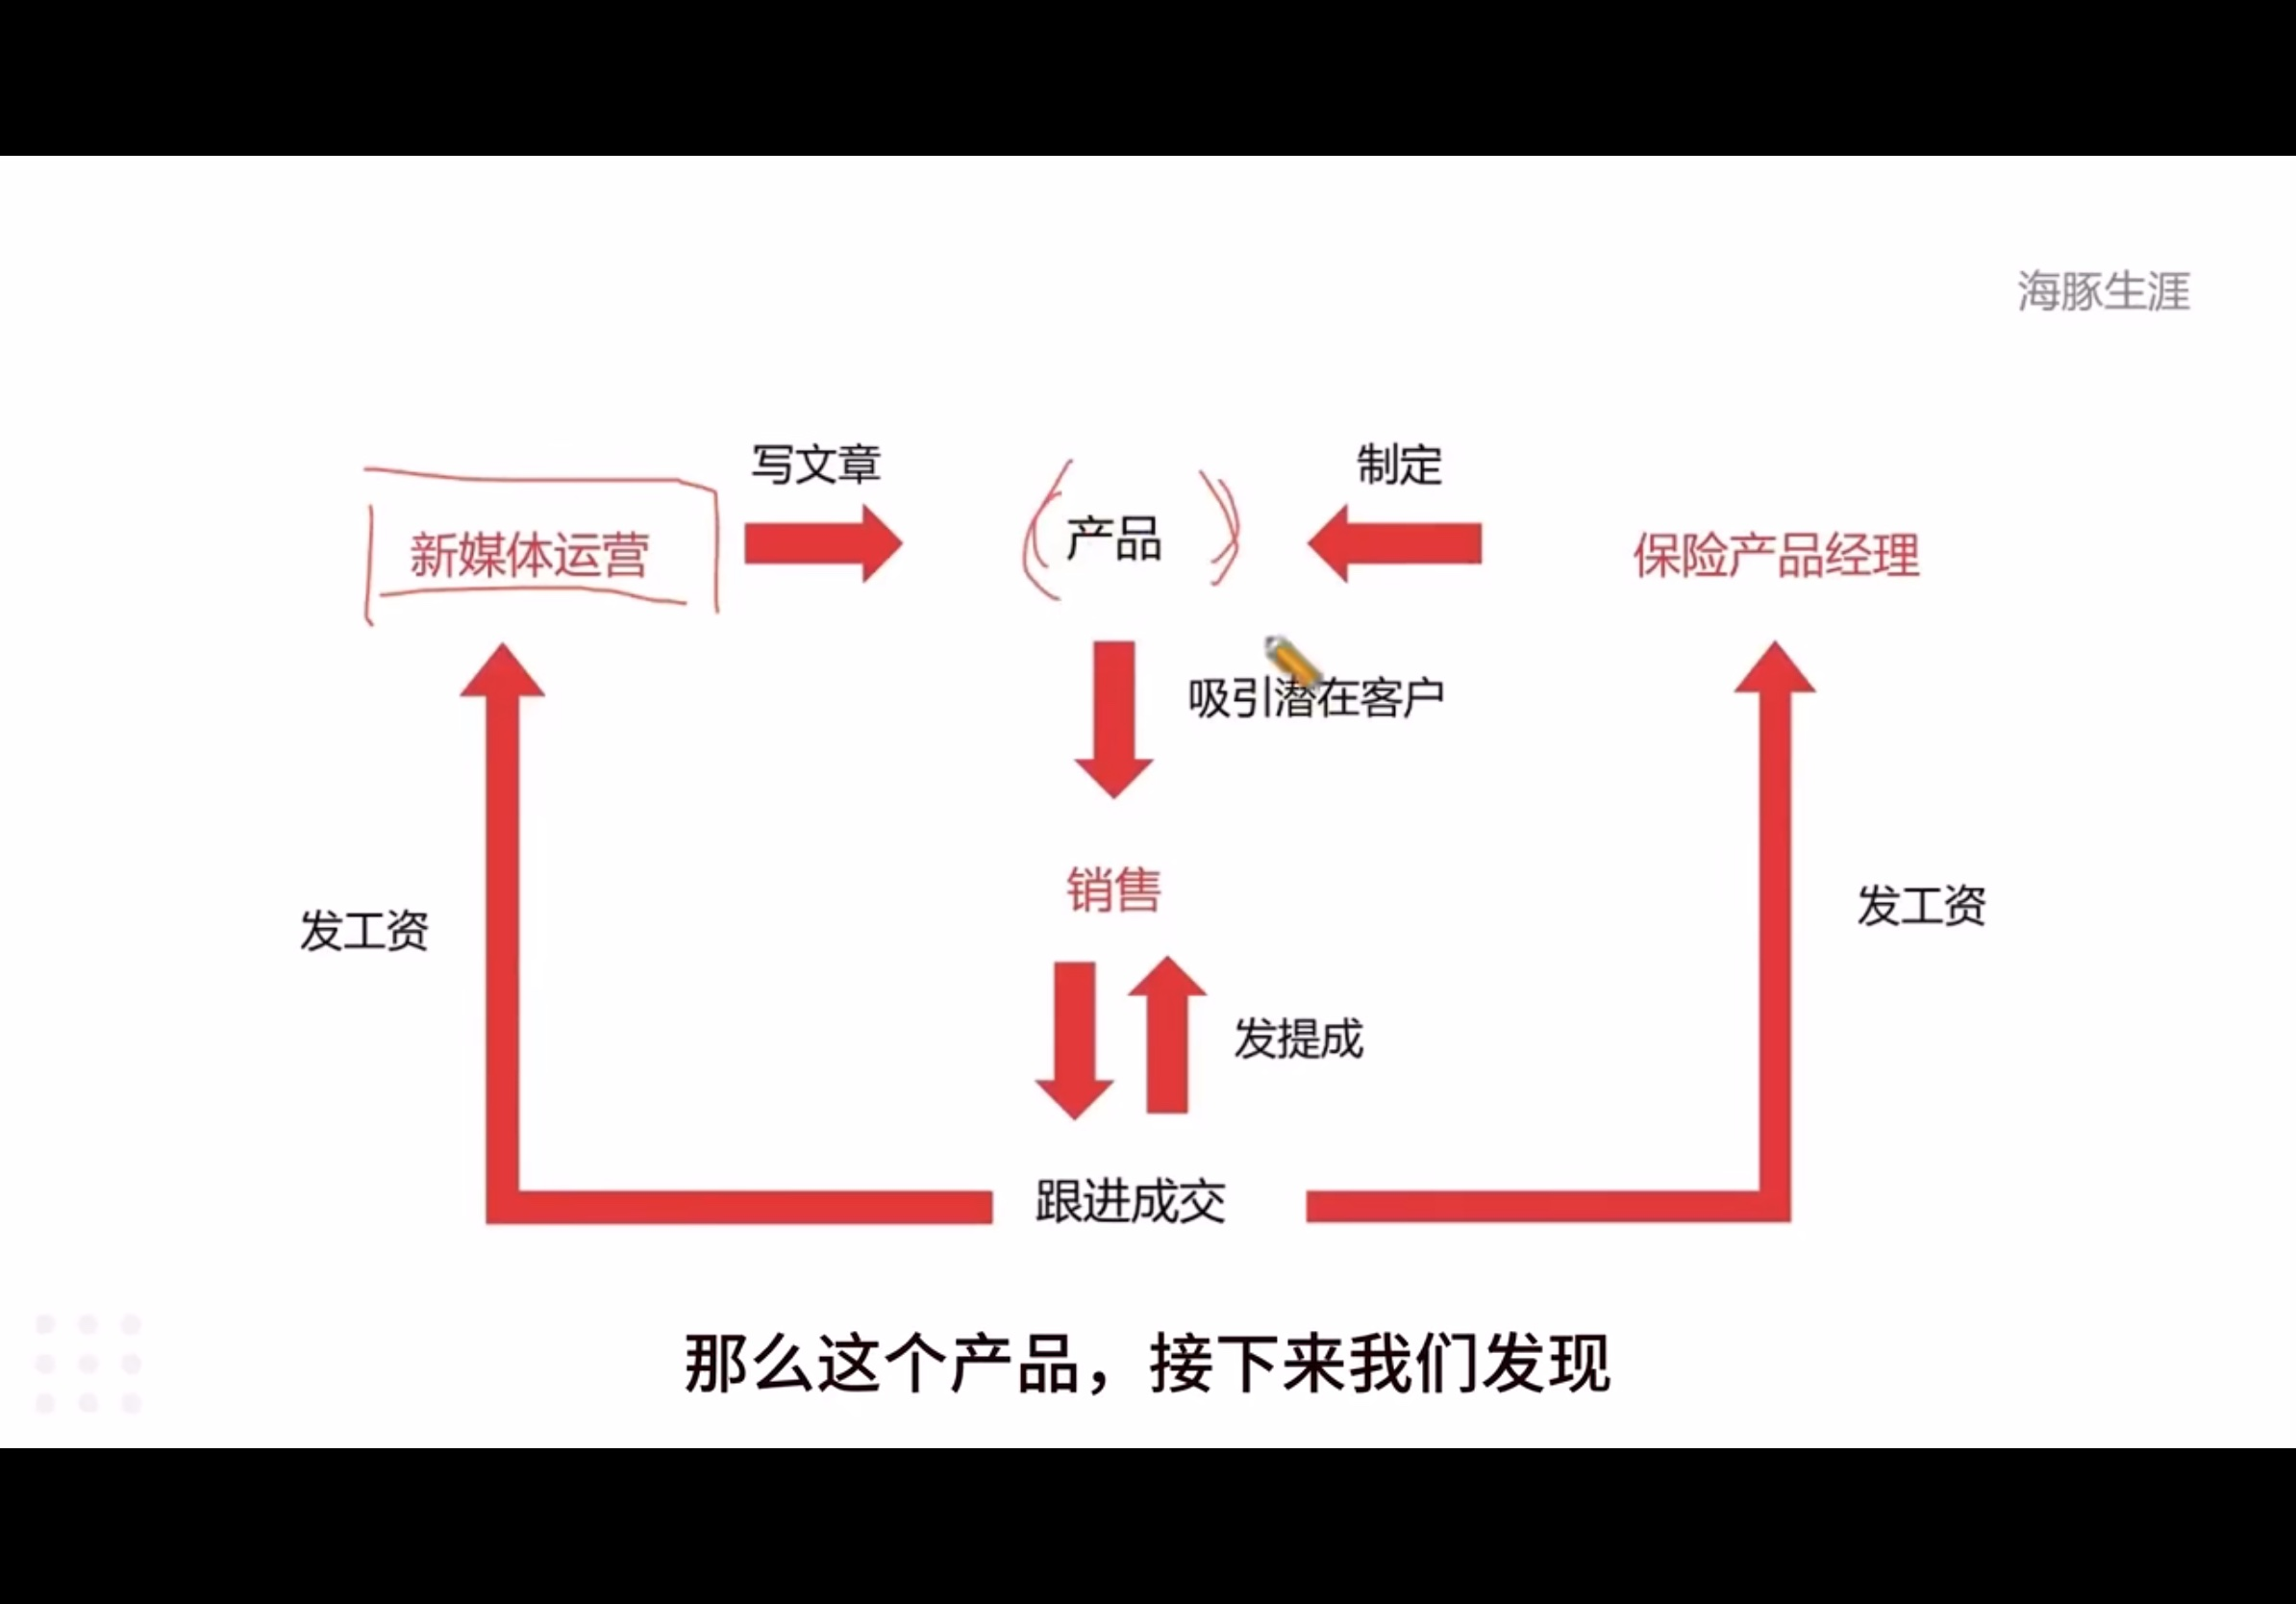 海豚生涯
写文章
制定
新媒体运营
产品
保险产品经理
吸引潜在客户
销售
发工资
发工资
发提成
跟进成交
那么这个产品，接下来我们发现